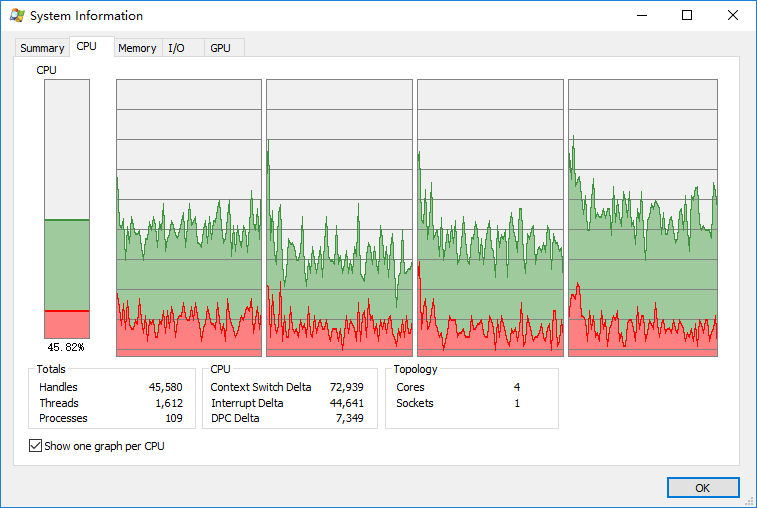 System Information
Summary CPU Memory I/O GPU
CPU
45.82%
Totals
Handles 45,580
Threads 1,612
Processes 109
CPU
Context Switch Delta 72,939
Interrupt Delta 44,641
DPC Delta 7,349
Topology
Cores 4
Sockets 1
Show one graph per CPU
OK